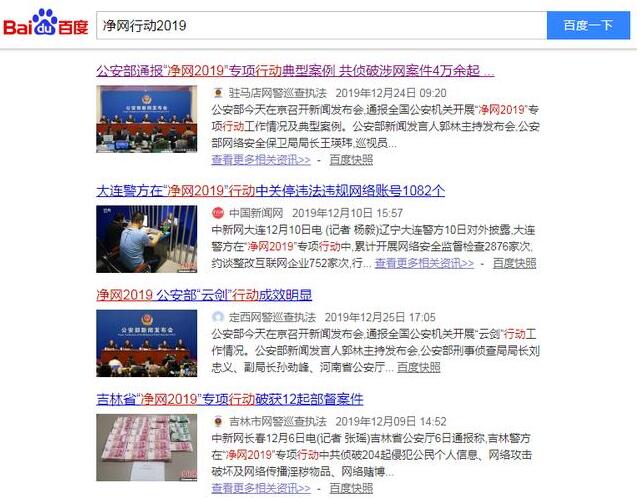 Bai du 百度
净网行动2019
百度一下
公安部通报“净网2019”专项行动典型案例 共侦破涉网案件4万余起 ...
驻马店网警巡查执法 2019年12月24日 09:20
公安部今天在京召开新闻发布会,通报全国公安机关开展“净网2019”专
项行动工作情况及典型案例。公安部新闻发言人郭林主持发布会,公安
部网络安全保卫局局长王瑛玮,巡视员...
查看更多相关资讯>> - 百度快照
大连警方在“净网2019”行动中关停违法违规网络账号1082个
中国新闻网 2019年12月10日 15:57
中新网大连12月10日电 (记者 杨毅)辽宁大连警方10日对外披露,大连
警方在“净网2019”专项行动中,累计开展网络安全监督检查2876家次,
约谈整改互联网企业752家次,行... 查看更多相关资讯>> - 百度快照
净网2019 公安部“云剑”行动成效明显
定西网警巡查执法 2019年12月25日 17:05
公安部今天在京召开新闻发布会,通报全国公安机关开展“云剑”行动工
作情况。公安部新闻发言人郭林主持发布会,公安部刑事侦查局局长刘
忠义、副局长孙劲峰、河南省公安厅... 百度快照
吉林省“净网2019”专项行动破获12起部督案件
吉林市网警巡查执法 2019年12月09日 14:52
中新网长春12月6日电(记者 张瑶)吉林省公安厅6日通报称,吉林警方
在“净网2019”专项行动中共侦破204起侵犯公民个人信息、网络攻击
破坏及网络传播淫秽物品、网络赌博...
查看更多相关资讯>> - 百度快照
公安部新闻发布会
公安部新闻发布会